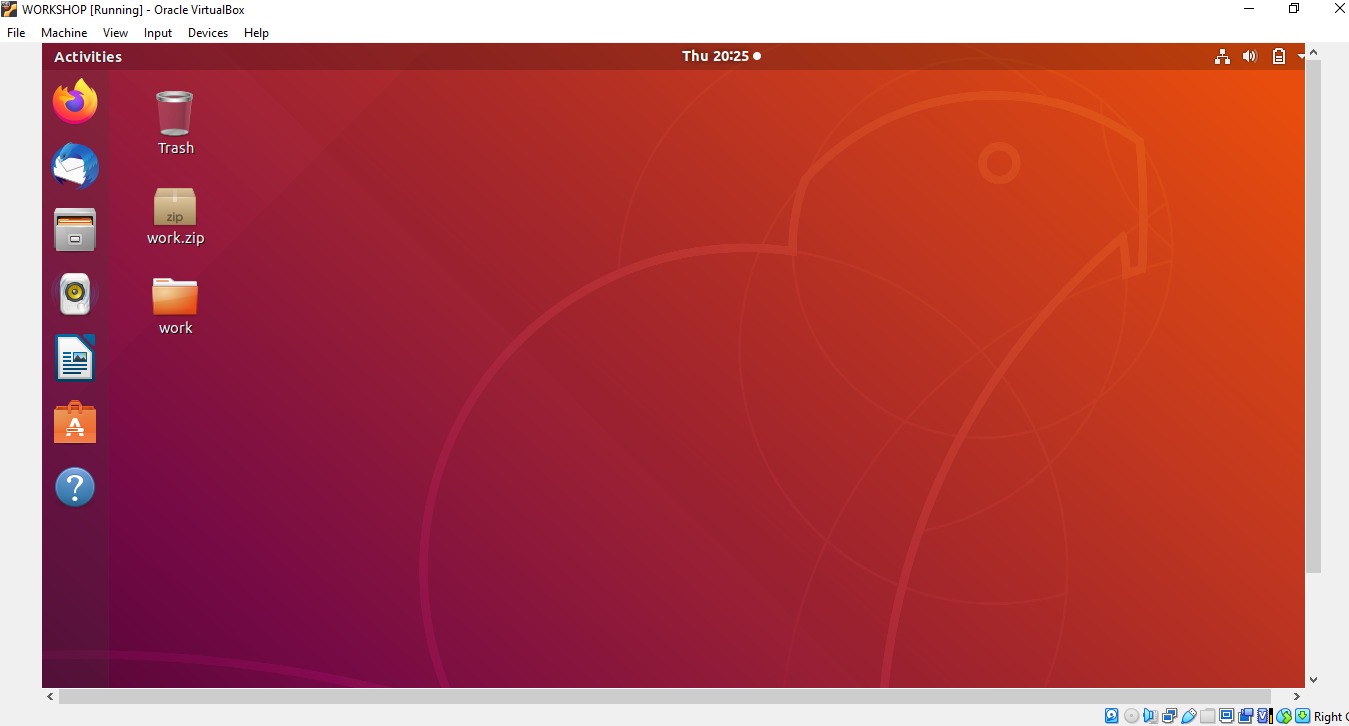 WORKSHOP [Running] - Oracle VirtualBox
File Machine View Input Devices Help
Activities
Thu 20:25
Trash
zip
work.zip
work
Right